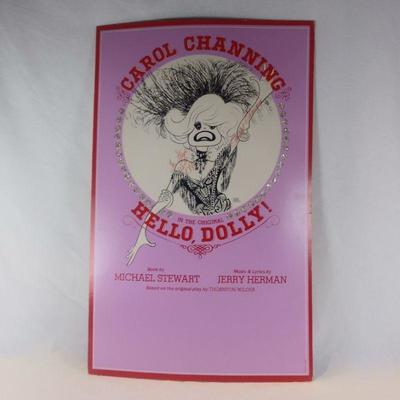 CAROL CHANNING
IN THE ORIGINAL
HELLO, DOLLY!
Book by
MICHAEL STEWART
Music & Lyrics by
JERRY HERMAN
Based on the original play by THORNTON WILDER